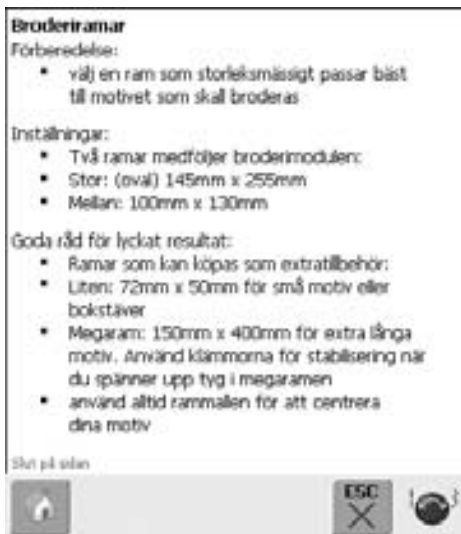 Broderiramar
Förberedelse:
▪ välj en ram som storleksmässigt passar bäst
till motivet som skall broderas
Inställningar:
▪ Två ramar medföljer broderimodulen:
▪ Stor: (oval) 145mm x 255mm
▪ Mellan: 100mm x 130mm
Goda råd för lyckat resultat:
▪ Ramar som kan köpas som extratillbehör:
▪ Liten: 72mm x 50mm för små motiv eller
bokstäver
▪ Megaram: 150mm x 400mm för extra långa
motiv. Använd klämmorna för stabilisering när
du spänner upp tyg i megaramen
▪ använd alltid rammallen för att centrera
dina motiv
Slut på sidan
ESC